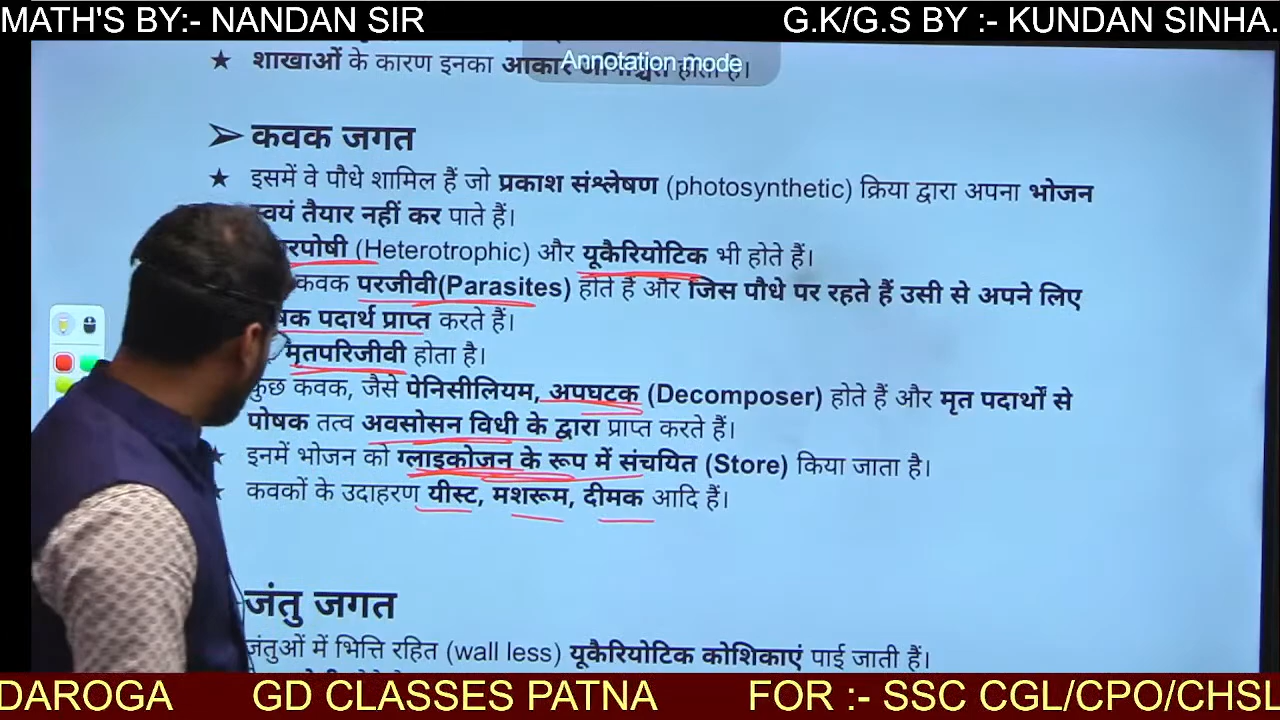 MATH'S BY:- NANDAN SIR G.K/G.S BY :- KUNDAN SINHA.
★ शाखाओं के कारण इनका आकार होता है।
Annotation mode
➢ कवक जगत
★ इसमें वे पौधे शामिल हैं जो प्रकाश संश्लेषण (photosynthetic) क्रिया द्वारा अपना भोजन
स्वयं तैयार नहीं कर पाते हैं।
रपोषी (Heterotrophic) और यूकैरियोटिक भी होते हैं।
कवक परजीवी(Parasites) होते हैं और जिस पौधे पर रहते हैं उसी से अपने लिए
षक पदार्थ प्राप्त करते हैं।
मृतपरिजीवी होता है।
कुछ कवक, जैसे पेनिसीलियम, अपघटक (Decomposer) होते हैं और मृत पदार्थों से
पोषक तत्व अवसोसन विधी के द्वारा प्राप्त करते हैं।
★ इनमें भोजन को ग्लाइकोजन के रूप में संचयित (Store) किया जाता है।
★ कवकों के उदाहरण यीस्ट, मशरूम, दीमक आदि हैं।
जंतु जगत
जंतुओं में भित्ति रहित (wall less) यूकैरियोटिक कोशिकाएं पाई जाती हैं।
DAROGA GD CLASSES PATNA FOR :- SSC CGL/CPO/CHSL